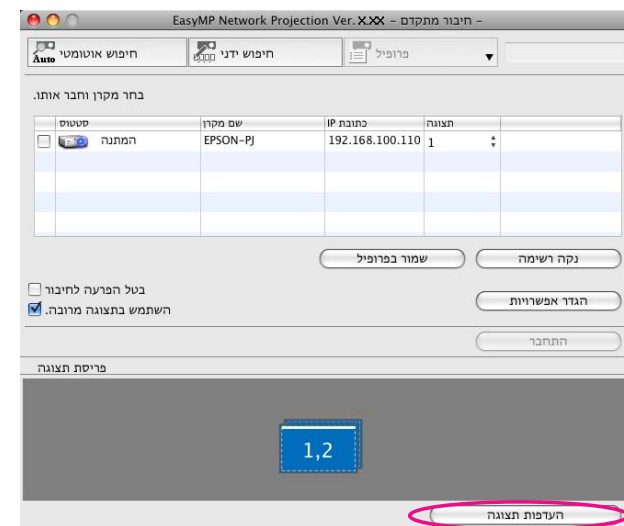 EasyMP Network Projection Ver.X.XX – חיבור מתקדם –
Auto חיפוש אוטומטי
חיפוש ידני
פרופיל
בחר מקרן וחבר אותו.
סטטוס שם מקרן כתובת IP תצוגה
המתנה EPSON-PJ 192.168.100.110 1
שמור בפרופיל נקה רשימה
בטל הפרעה לחיבור
השתמש בתצוגה מרובה.
הגדר אפשרויות
התחבר
פריסת תצוגה
1,2
העדפות תצוגה